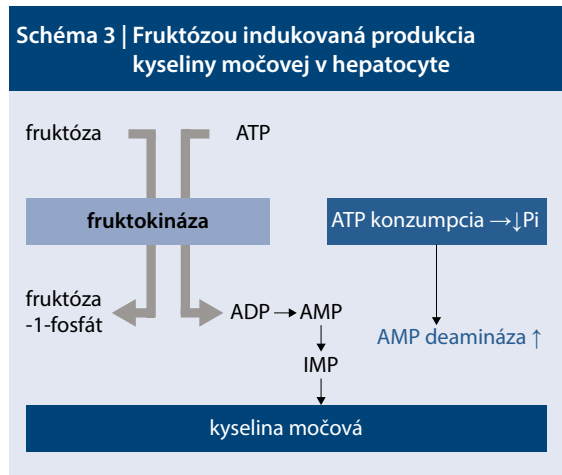 Schéma 3 | Fruktózou indukovaná produkcia
kyseliny močovej v hepatocyte
fruktóza
ATP
fruktokináza
ATP konzumpcia →↓Pi
fruktóza
-1-fosfát
ADP → AMP
AMP deamináza ↑
IMP
kyselina močová